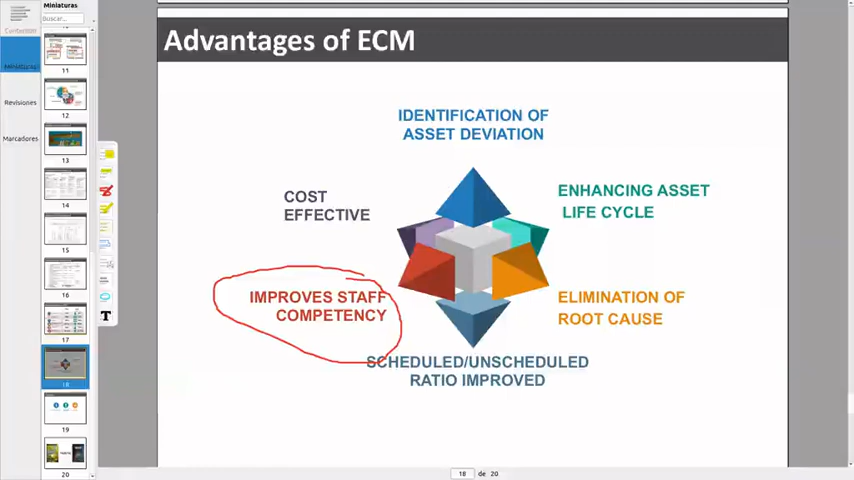 Miniaturas
Buscar...
Contenidos
Miniaturas
Revisiones
Marcadores
11
12
13
14
15
16
17
18
19
20
T
Advantages of ECM
IDENTIFICATION OF
ASSET DEVIATION
COST
EFFECTIVE
ENHANCING ASSET
LIFE CYCLE
IMPROVES STAFF
COMPETENCY
ELIMINATION OF
ROOT CAUSE
SCHEDULED/UNSCHEDULED
RATIO IMPROVED
18 de 20